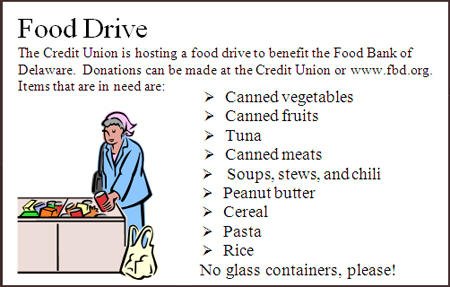 Food Drive
The Credit Union is hosting a food drive to benefit the Food Bank of
Delaware. Donations can be made at the Credit Union or www.fbd.org.
Items that are in need are:
➢ Canned vegetables
➢ Canned fruits
➢ Tuna
➢ Canned meats
➢ Soups, stews, and chili
➢ Peanut butter
➢ Cereal
➢ Pasta
➢ Rice
No glass containers, please!